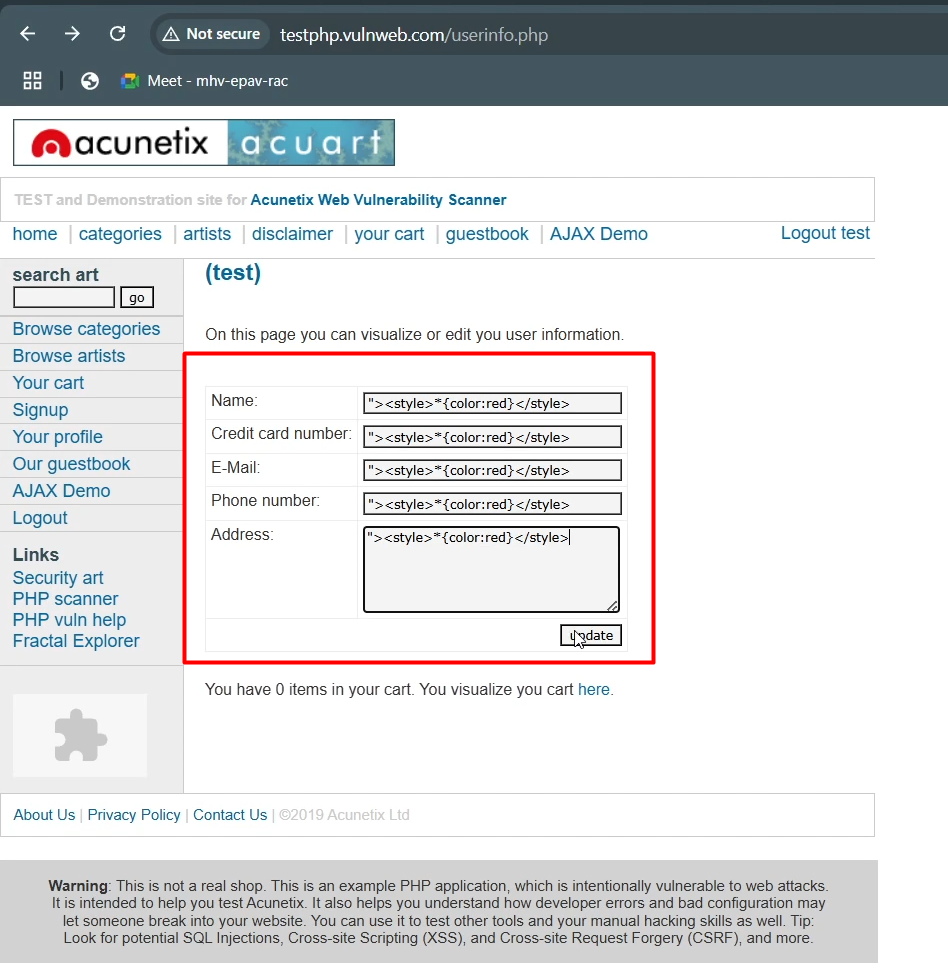 Not secure testphp.vulnweb.com/userinfo.php
Meet - mhv-epav-rac
acunetix acuart
TEST and Demonstration site for Acunetix Web Vulnerability Scanner
home | categories | artists | disclaimer | your cart | guestbook | AJAX Demo Logout test
search art
go
Browse categories
Browse artists
Your cart
Signup
Your profile
Our guestbook
AJAX Demo
Logout
Links
Security art
PHP scanner
PHP vuln help
Fractal Explorer
(test)
On this page you can visualize or edit you user information.
Name: "><style>*{color:red}</style>
Credit card number: "><style>*{color:red}</style>
E-Mail: "><style>*{color:red}</style>
Phone number: "><style>*{color:red}</style>
Address: "><style>*{color:red}</style>
update
You have 0 items in your cart. You visualize you cart here.
About Us | Privacy Policy | Contact Us | ©2019 Acunetix Ltd
Warning: This is not a real shop. This is an example PHP application, which is intentionally vulnerable to web attacks.
It is intended to help you test Acunetix. It also helps you understand how developer errors and bad configuration may
let someone break into your website. You can use it to test other tools and your manual hacking skills as well. Tip:
Look for potential SQL Injections, Cross-site Scripting (XSS), and Cross-site Request Forgery (CSRF), and more.